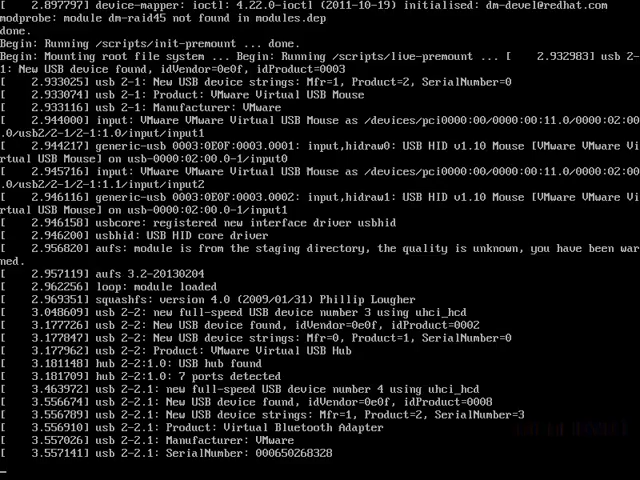 [    2.897797] device-mapper: ioctl: 4.22.0-ioctl (2011-10-19) initialised: dm-devel@redhat.com
modprobe: module dm-raid45 not found in modules.dep
done.
Begin: Running /scripts/init-premount ... done.
Begin: Mounting root file system ... Begin: Running /scripts/live-premount ... [    2.932983] usb 2-
1: New USB device found, idVendor=0e0f, idProduct=0003
[    2.933025] usb 2-1: New USB device strings: Mfr=1, Product=2, SerialNumber=0
[    2.933074] usb 2-1: Product: VMware Virtual USB Mouse
[    2.933116] usb 2-1: Manufacturer: VMware
[    2.944000] input: VMware VMware Virtual USB Mouse as /devices/pci0000:00/0000:00:11.0/0000:02:00
.0/usb2/2-1/2-1:1.0/input/input1
[    2.944217] generic-usb 0003:0E0F:0003.0001: input,hidraw0: USB HID v1.10 Mouse [VMware VMware Vi
rtual USB Mouse] on usb-0000:02:00.0-1/input0
[    2.945716] input: VMware VMware Virtual USB Mouse as /devices/pci0000:00/0000:00:11.0/0000:02:00
.0/usb2/2-1/2-1:1.1/input/input2
[    2.946116] generic-usb 0003:0E0F:0003.0002: input,hidraw1: USB HID v1.10 Mouse [VMware VMware Vi
rtual USB Mouse] on usb-0000:02:00.0-1/input1
[    2.946158] usbcore: registered new interface driver usbhid
[    2.946200] usbhid: USB HID core driver
[    2.956820] aufs: module is from the staging directory, the quality is unknown, you have been war
ned.
[    2.957119] aufs 3.2-20130204
[    2.962256] loop: module loaded
[    2.969351] squashfs: version 4.0 (2009/01/31) Phillip Lougher
[    3.048609] usb 2-2: new full-speed USB device number 3 using uhci_hcd
[    3.177726] usb 2-2: New USB device found, idVendor=0e0f, idProduct=0002
[    3.177847] usb 2-2: New USB device strings: Mfr=0, Product=1, SerialNumber=0
[    3.177962] usb 2-2: Product: VMware Virtual USB Hub
[    3.181148] hub 2-2:1.0: USB hub found
[    3.181709] hub 2-2:1.0: 7 ports detected
[    3.463972] usb 2-2.1: new full-speed USB device number 4 using uhci_hcd
[    3.556674] usb 2-2.1: New USB device found, idVendor=0e0f, idProduct=0008
[    3.556789] usb 2-2.1: New USB device strings: Mfr=1, Product=2, SerialNumber=3
[    3.556910] usb 2-2.1: Product: Virtual Bluetooth Adapter
[    3.557026] usb 2-2.1: Manufacturer: VMware
[    3.557141] usb 2-2.1: SerialNumber: 000650268328